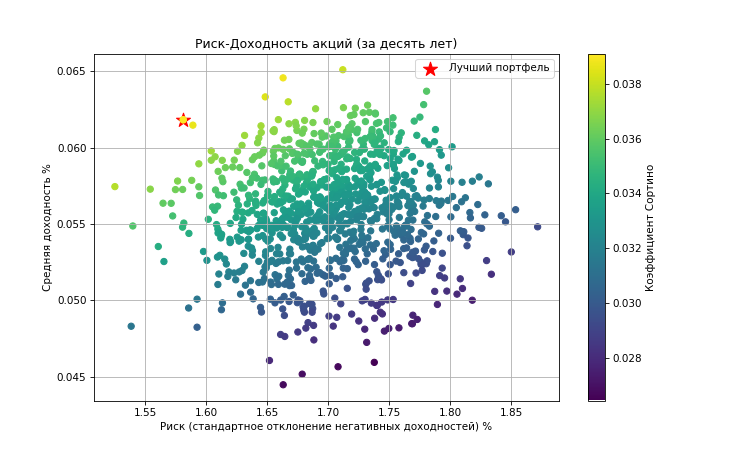 Риск-Доходность акций (за десять лет)
Лучший портфель
0.065
0.060
0.055
0.050
0.045
Средняя доходность %
1.55 1.60 1.65 1.70 1.75 1.80 1.85
Риск (стандартное отклонение негативных доходностей) %
0.038
0.036
0.034
0.032
0.030
0.028
Коэффициент Сортино